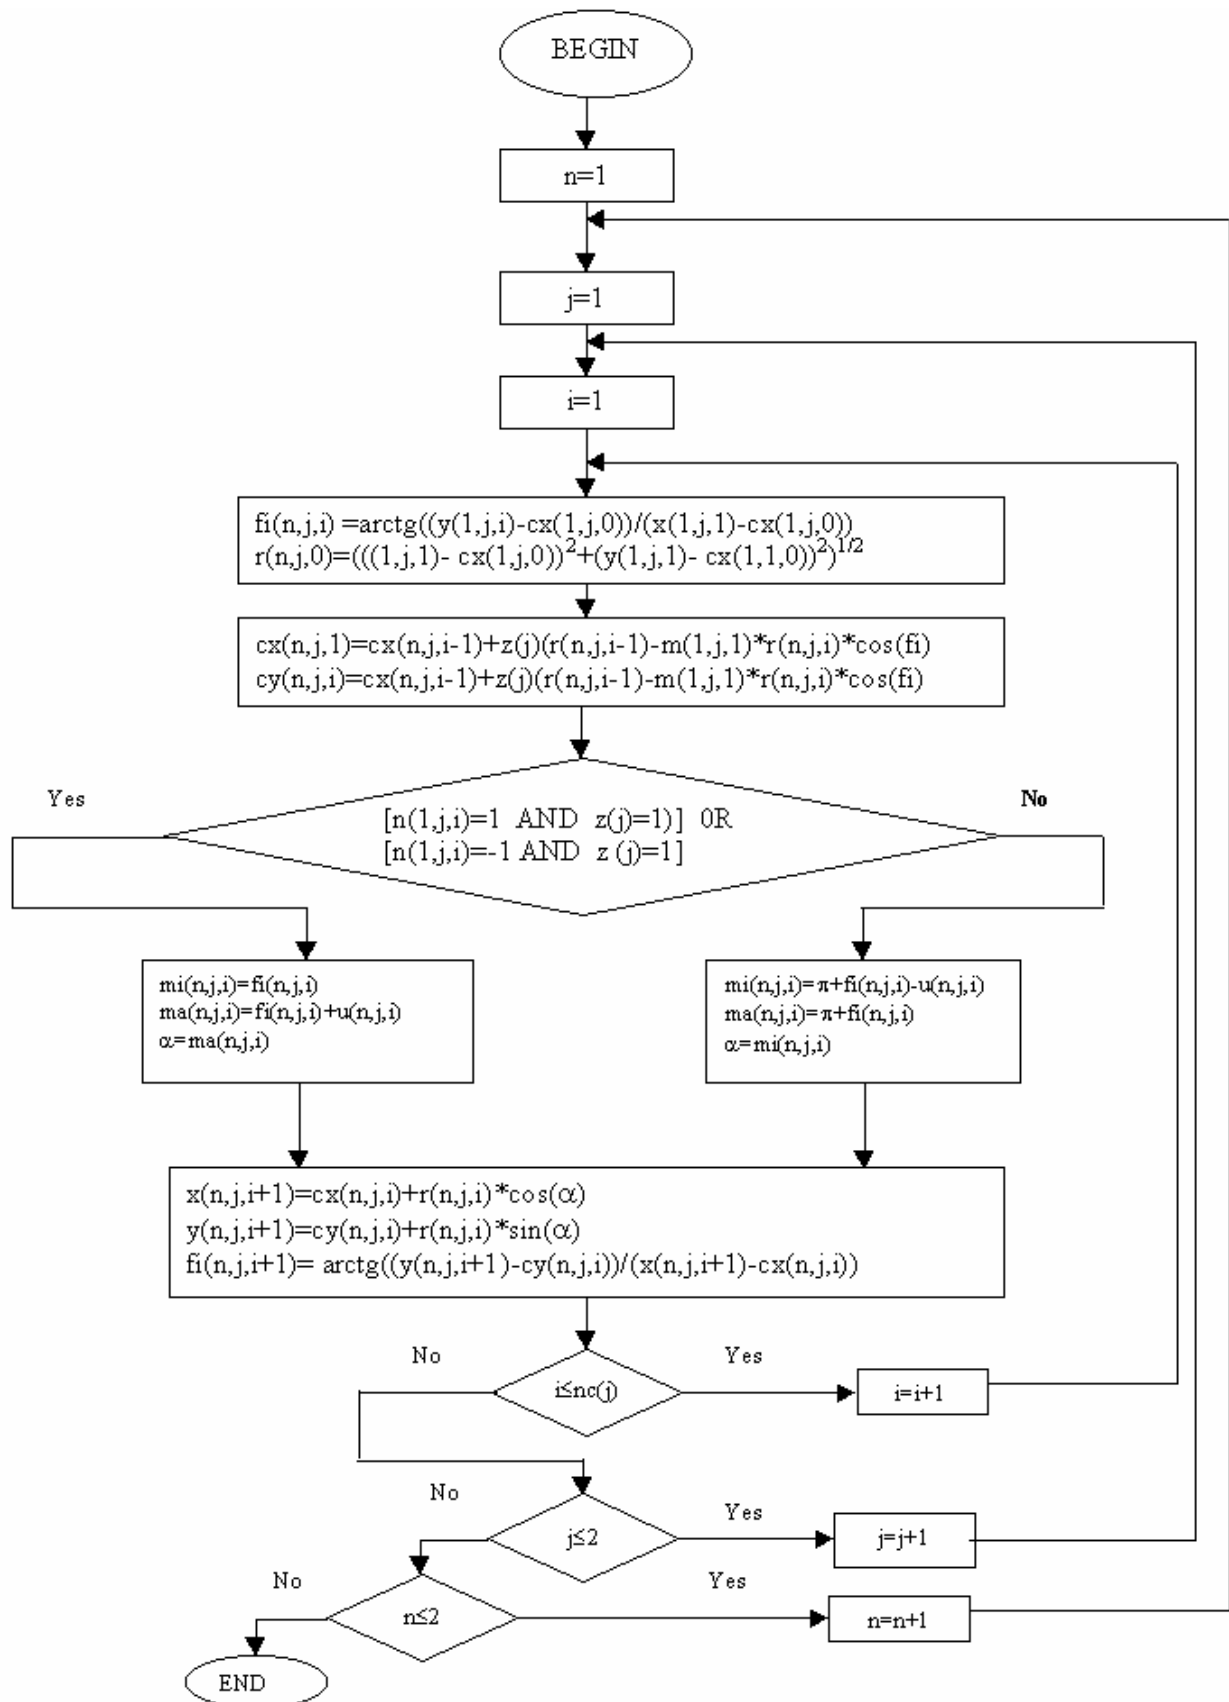 BEGIN
n=1
j=1
i=1
fi(n,j,i) =arctg((y(1,j,i)-cx(1,j,0))/(x(1,j,1)-cx(1,j,0))
r(n,j,0)=(((1,j,1)- cx(1,j,0))²+(y(1,j,1)- cx(1,1,0))²)^1/2
cx(n,j,1)=cx(n,j,i-1)+z(j)(r(n,j,i-1)-m(1,j,1)*r(n,j,i)*cos(fi)
cy(n,j,i)=cx(n,j,i-1)+z(j)(r(n,j,i-1)-m(1,j,1)*r(n,j,i)*cos(fi)
Yes
No
[n(1,j,i)=1 AND z(j)=1)] 0R
[n(1,j,i)=-1 AND z (j)=1]
mi(n,j,i)=fi(n,j,i)
ma(n,j,i)=fi(n,j,i)+u(n,j,i)
α=ma(n,j,i)
mi(n,j,i)=π+fi(n,j,i)-u(n,j,i)
ma(n,j,i)=π+fi(n,j,i)
α=mi(n,j,i)
x(n,j,i+1)=cx(n,j,i)+r(n,j,i)*cos(α)
y(n,j,i+1)=cy(n,j,i)+r(n,j,i)*sin(α)
fi(n,j,i+1)= arctg((y(n,j,i+1)-cy(n,j,i))/(x(n,j,i+1)-cx(n,j,i))
No
Yes
i≤nc(j)
i=i+1
No
Yes
j≤2
j=j+1
No
Yes
n≤2
n=n+1
END